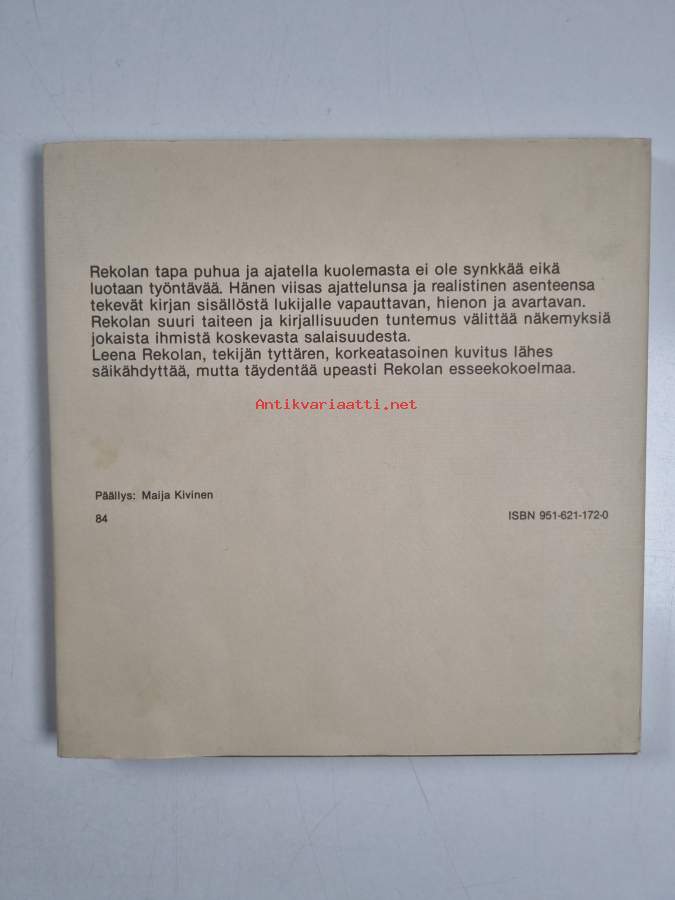 Rekolan tapa puhua ja ajatella kuolemasta ei ole synkkää eikä
luotaan työntävää. Hänen viisas ajattelunsa ja realistinen asenteensa
tekevät kirjan sisällöstä lukijalle vapauttavan, hienon ja avartavan.
Rekolan suuri taiteen ja kirjallisuuden tuntemus välittää näkemyksiä
jokaista ihmistä koskevasta salaisuudesta.
Leena Rekolan, tekijän tyttären, korkeatasoinen kuvitus lähes
säikähdyttää, mutta täydentää upeasti Rekolan esseekokoelmaa.
Antikvariaatti.net
Päällys: Maija Kivinen
84
ISBN 951-621-172-0